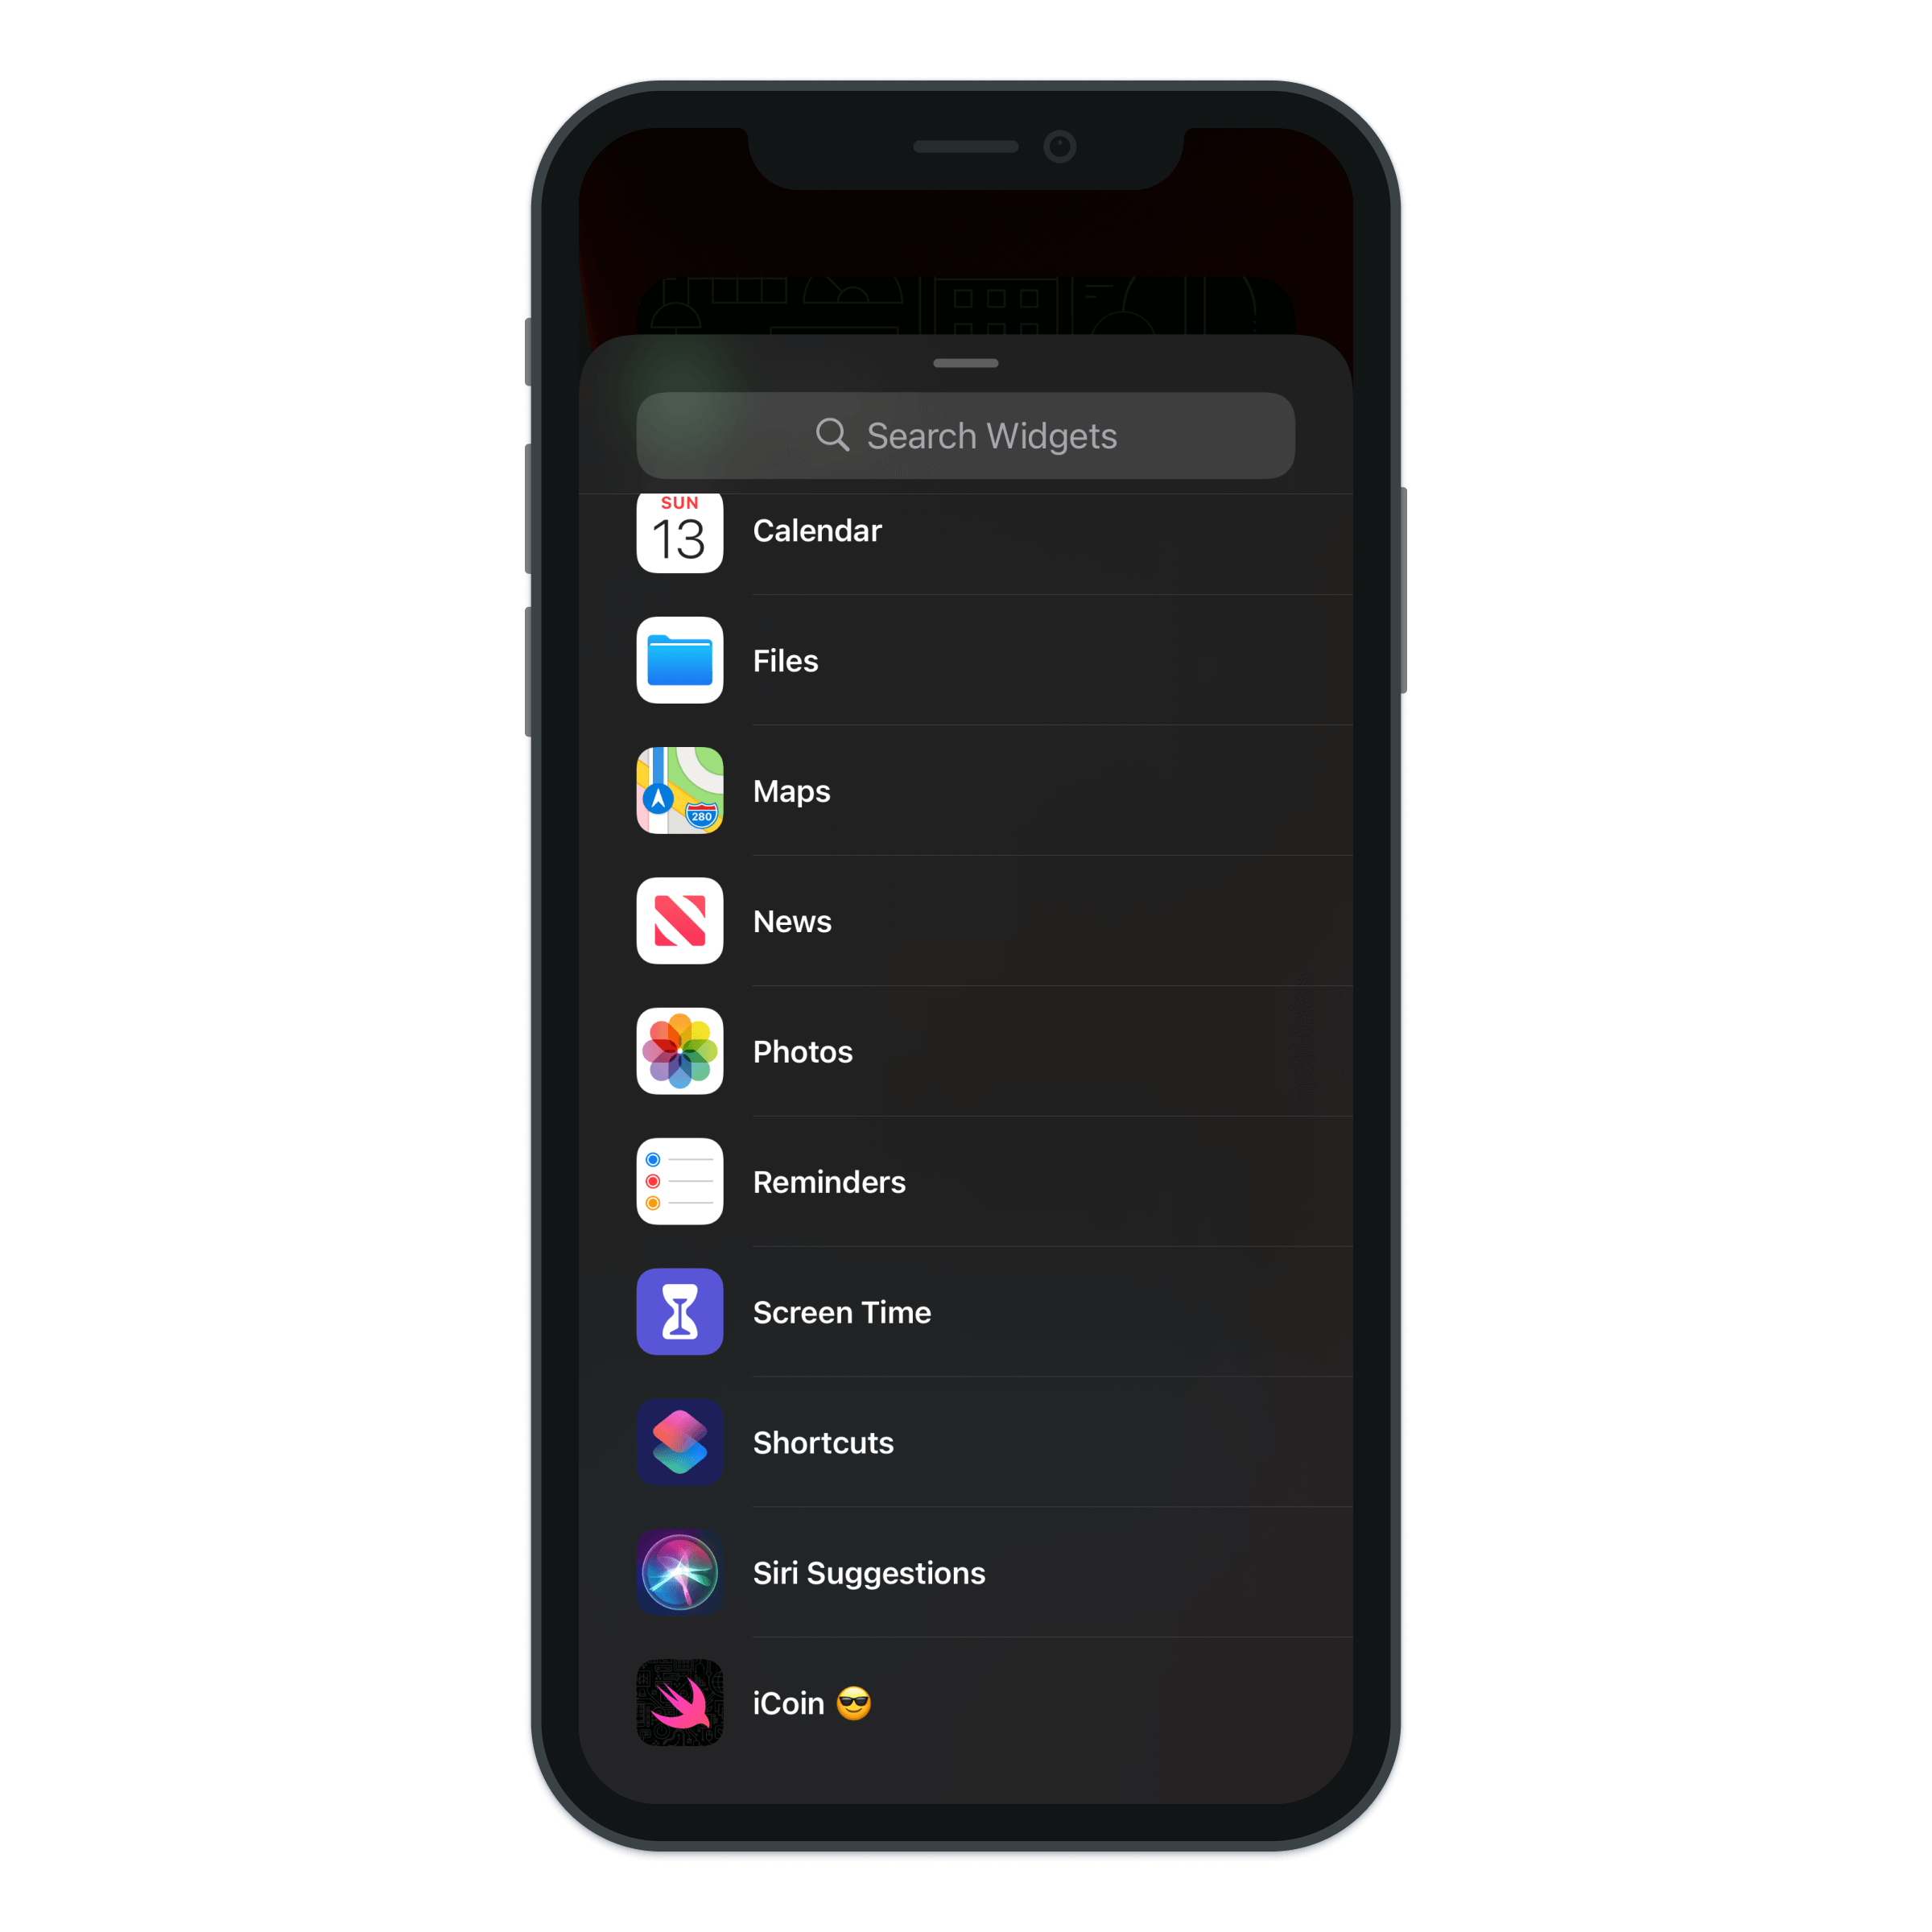 Search Widgets
SUN
13
Calendar
Files
280
Maps
News
Photos
Reminders
Screen Time
Shortcuts
Siri Suggestions
iCoin 😎